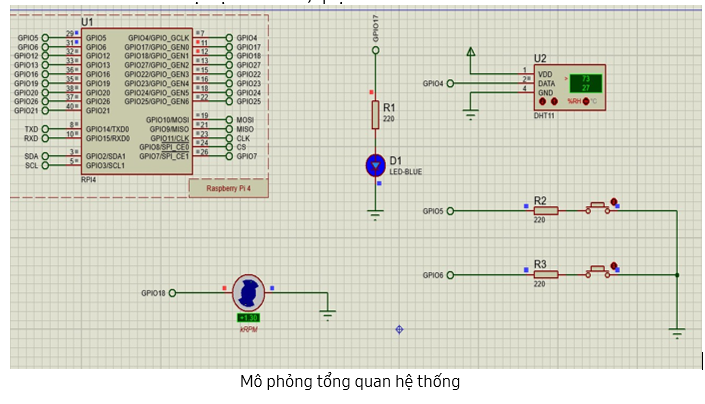 U1
GPIO5 29 GPIO5 GPIO4/GPIO_GCLK 7 GPIO4
GPIO6 31 GPIO6 GPIO17/GPIO_GEN0 11 GPIO17
GPIO12 32 GPIO12 GPIO18/GPIO_GEN1 12 GPIO18
GPIO13 33 GPIO13 GPIO27/GPIO_GEN2 13 GPIO27
GPIO16 36 GPIO16 GPIO22/GPIO_GEN3 15 GPIO22
GPIO19 35 GPIO19 GPIO23/GPIO_GEN4 16 GPIO23
GPIO20 38 GPIO20 GPIO24/GPIO_GEN5 18 GPIO24
GPIO26 37 GPIO26 GPIO25/GPIO_GEN6 22 GPIO25
GPIO21 40 GPIO21
GPIO10/MOSI 19 MOSI
TXD 8 GPIO14/TXD0 GPIO9/MISO 21 MISO
RXD 10 GPIO15/RXD0 GPIO11/CLK 23 CLK
GPIO8/SPI_CE0 24 CS
SDA 3 GPIO2/SDA1 GPIO7/SPI_CE1 26 GPIO7
SCL 5 GPIO3/SCL1
RPI4
Raspberry Pi 4
GPIO17
R1
220
D1
LED-BLUE
U2
GPIO4
1 VDD
2 DATA
4 GND
> 73
27
%RH °C
DHT11
GPIO5
R2
220
GPIO6
R3
220
GPIO18
+1.30
kRPM
Mô phỏng tổng quan hệ thống